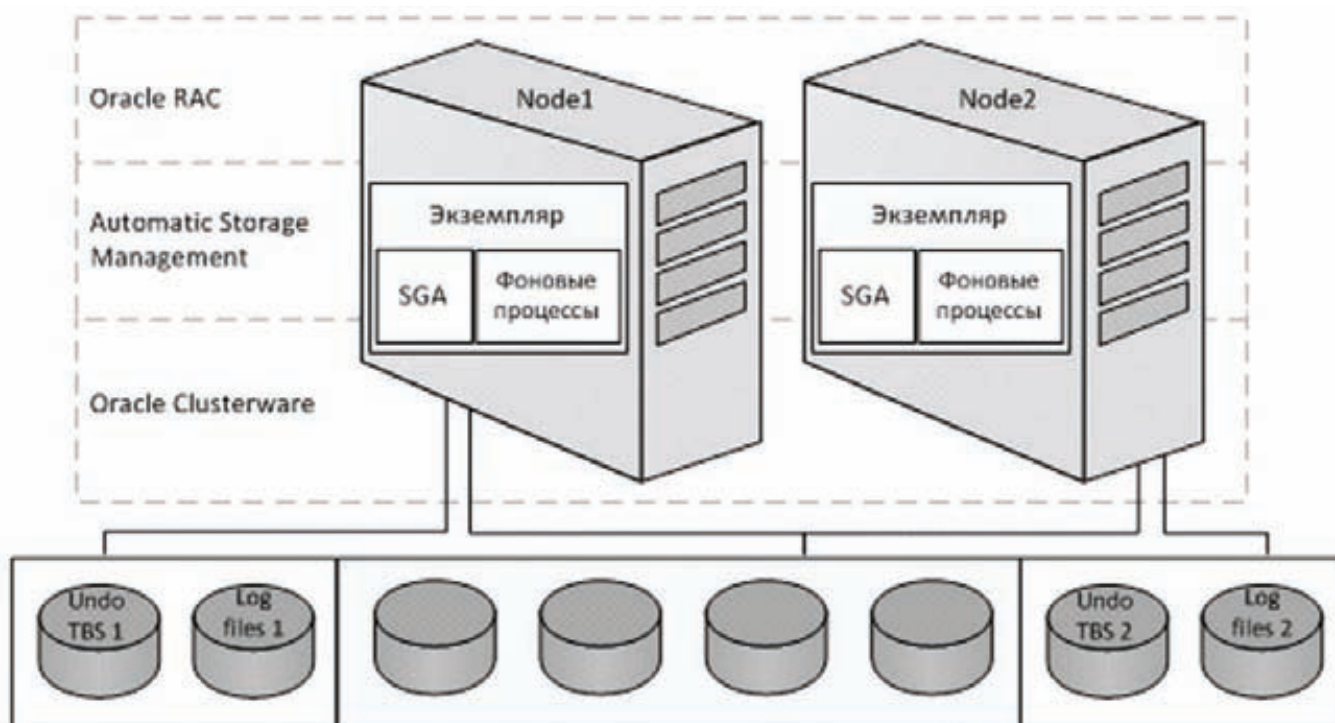 Oracle RAC
Node1
Node2
Automatic Storage
Management
Экземпляр
SGA
Фоновые
процессы
Экземпляр
SGA
Фоновые
процессы
Oracle Clusterware
Undo
TBS 1
Log
files 1
Undo
TBS 2
Log
files 2